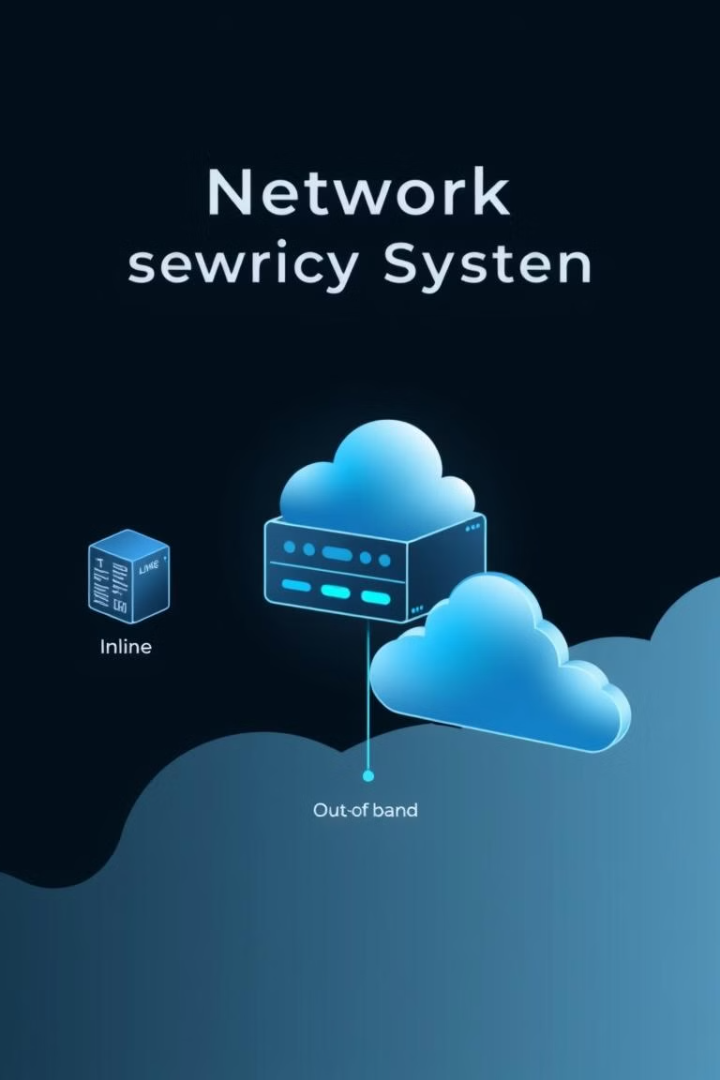 Network
sewricy Systen
Inline
Out-of band